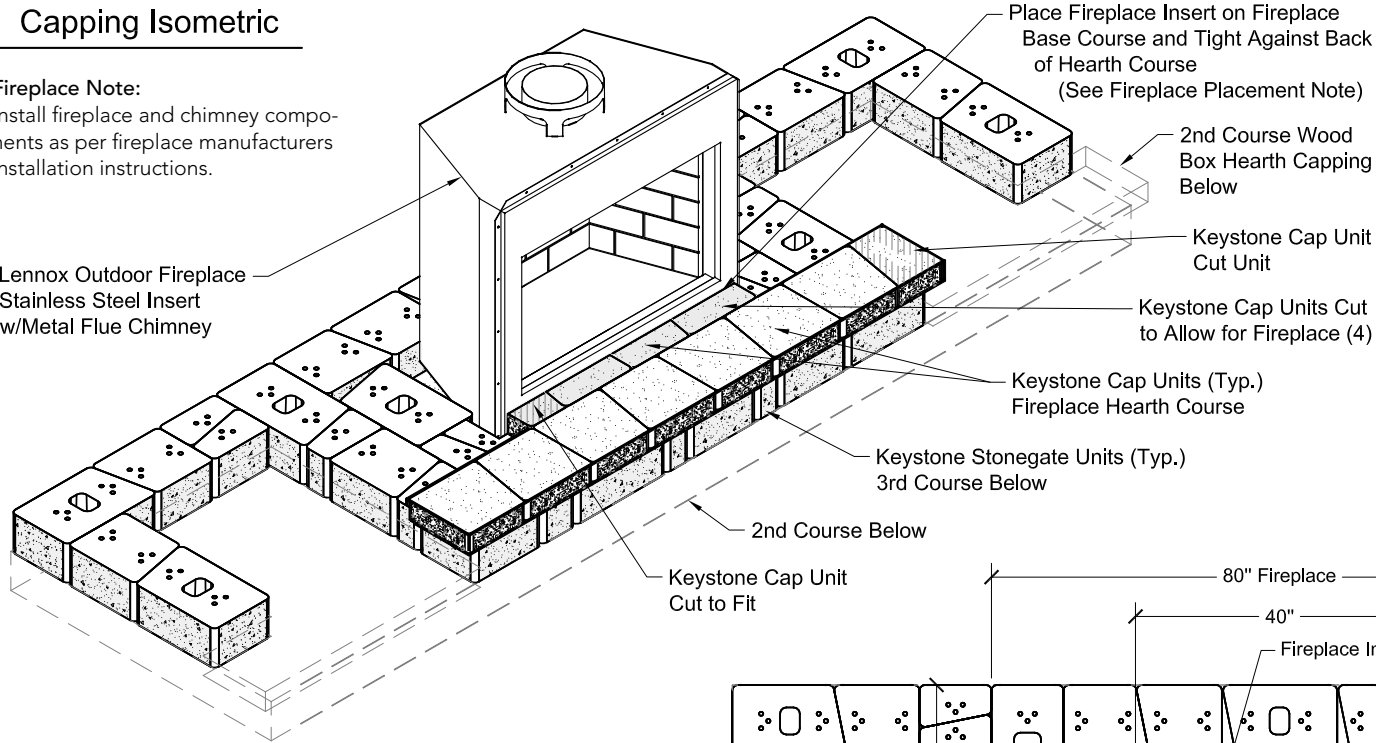 Capping Isometric
Fireplace Note:
nstall fireplace and chimney compo-
nents as per fireplace manufacturers
nstallation instructions.
Lennox Outdoor Fireplace
Stainless Steel Insert
w/Metal Flue Chimney
Place Fireplace Insert on Fireplace
Base Course and Tight Against Back
of Hearth Course
(See Fireplace Placement Note)
2nd Course Wood
Box Hearth Capping
Below
Keystone Cap Unit
Cut Unit
Keystone Cap Units Cut
to Allow for Fireplace (4)
Keystone Cap Units (Typ.)
Fireplace Hearth Course
Keystone Stonegate Units (Typ.)
3rd Course Below
2nd Course Below
Keystone Cap Unit
Cut to Fit
80" Fireplace
40"
Fireplace In